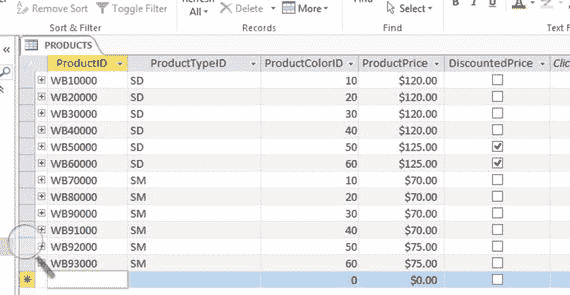 Remove Sort Toggle Filter
Refresh All Delete More
Find Select
B I U
Sort & Filter Records Find Text F
PRODUCTS
ProductID ProductTypeID ProductColorID ProductPrice DiscountedPrice Clic
WB10000 SD 10 $120.00
WB20000 SD 20 $120.00
WB30000 SD 30 $120.00
WB40000 SD 40 $120.00
WB50000 SD 50 $125.00
WB60000 SD 60 $125.00
WB70000 SM 10 $70.00
WB80000 SM 20 $70.00
WB90000 SM 30 $70.00
WB91000 SM 40 $70.00
WB92000 SM 50 $75.00
WB93000 SM 60 $75.00
0 $0.00